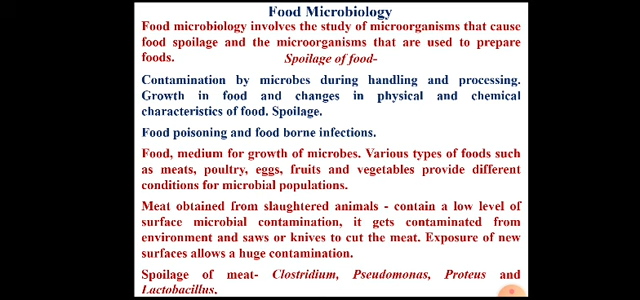 Food Microbiology
Food microbiology involves the study of microorganisms that cause
food spoilage and the microorganisms that are used to prepare
foods. Spoilage of food-
Contamination by microbes during handling and processing.
Growth in food and changes in physical and chemical
characteristics of food. Spoilage.
Food poisoning and food borne infections.
Food, medium for growth of microbes. Various types of foods such
as meats, poultry, eggs, fruits and vegetables provide different
conditions for microbial populations.
Meat obtained from slaughtered animals - contain a low level of
surface microbial contamination, it gets contaminated from
environment and saws or knives to cut the meat. Exposure of new
surfaces allows a huge contamination.
Spoilage of meat- Clostridium, Pseudomonas, Proteus and
Lactobacillus.